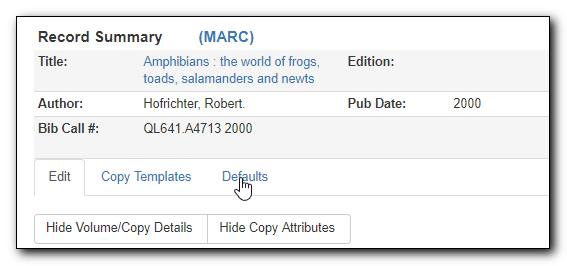 Record Summary (MARC)
Title: Amphibians : the world of frogs, Edition:
toads, salamanders and newts
Author: Hofrichter, Robert. Pub Date: 2000
Bib Call #: QL641.A4713 2000
Edit Copy Templates Defaults
Hide Volume/Copy Details Hide Copy Attributes